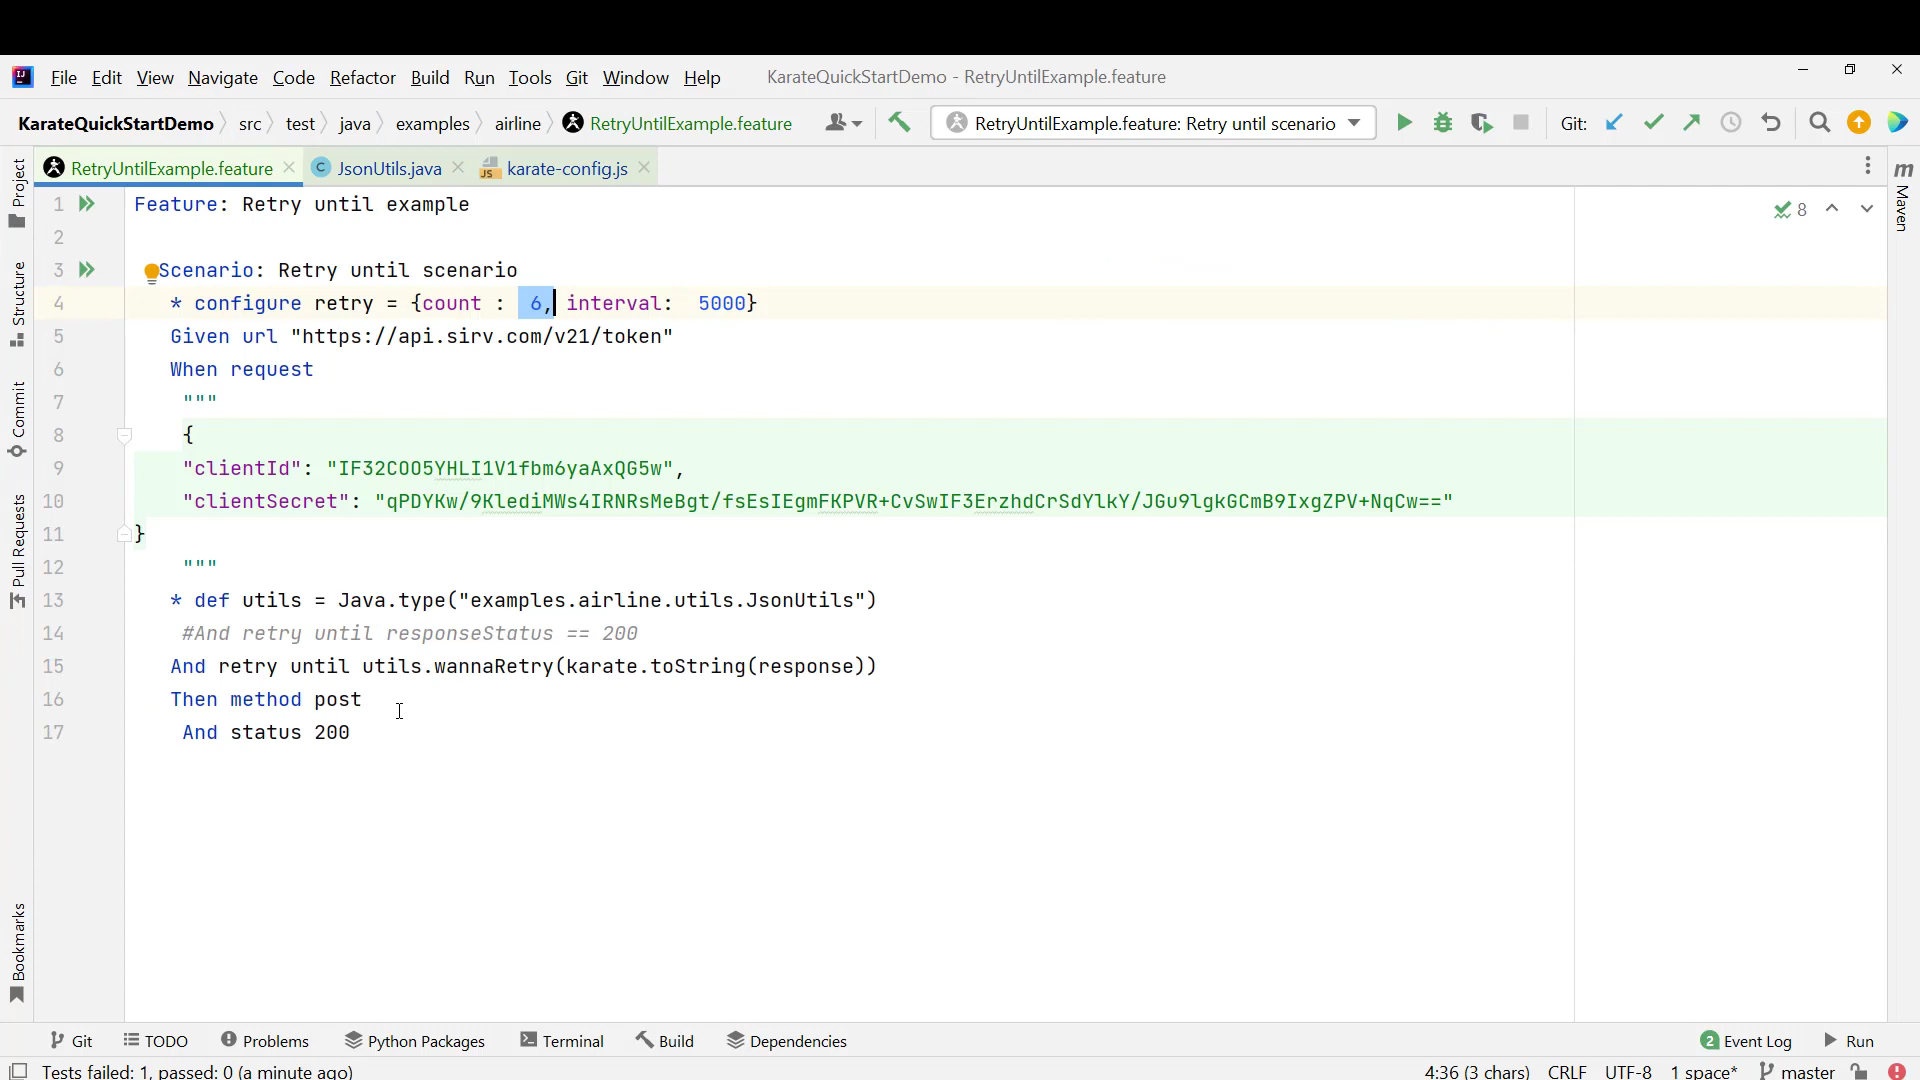 File Edit View Navigate Code Refactor Build Run Tools Git Window Help KarateQuickStartDemo - RetryUntilExample.feature
KarateQuickStartDemo src test java examples airline RetryUntilExample.feature RetryUntilExample.feature: Retry until scenario Git:
RetryUntilExample.feature JsonUtils.java karate-config.js
1 Feature: Retry until example
2
3 Scenario: Retry until scenario
4 * configure retry = {count : 6, interval: 5000}
5 Given url "https://api.sirv.com/v21/token"
6 When request
7 """
8 {
9 "clientId": "IF32COO5YHLI1V1fbm6yaAxQG5w",
10 "clientSecret": "qPDYKw/9KlediMWs4IRNRsMeBgt/fsEsIEgmFKPVR+CvSwIF3ErzhdCrSdYlkY/JGu9lgkGCmB9IxgZPV+NqCw=="
11 }
12 """
13 * def utils = Java.type("examples.airline.utils.JsonUtils")
14 #And retry until responseStatus == 200
15 And retry until utils.wannaRetry(karate.toString(response))
16 Then method post
17 And status 200
8
Project
Structure
Commit
Pull Requests
Bookmarks
m Maven
Git TODO Problems Python Packages Terminal Build Dependencies 2 Event Log Run
Tests failed: 1, passed: 0 (a minute ago) 4:36 (3 chars) CRLF UTF-8 1 space* master